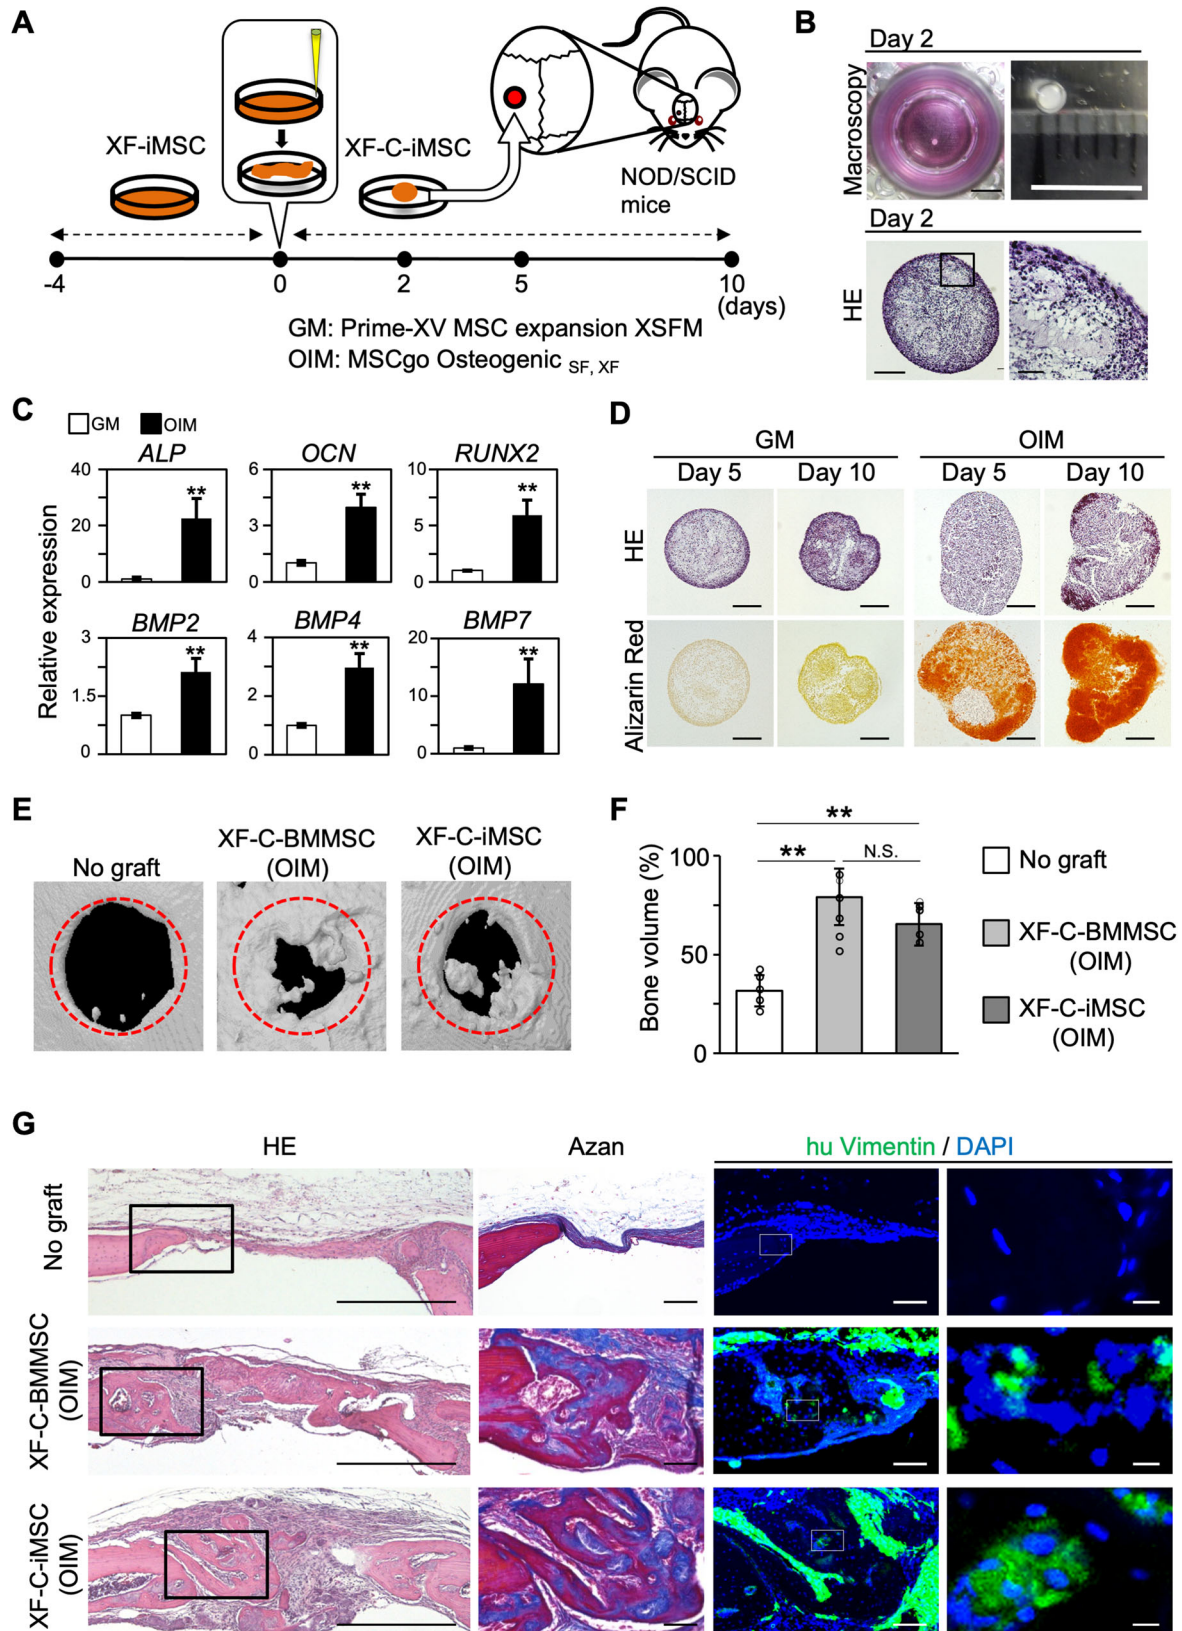 A
XF-iMSC
XF-C-iMSC
NOD/SCID
mice
-4
0
2
5
10
(days)
GM: Prime-XV MSC expansion XSFM
OIM: MSCgo Osteogenic SF, XF
B
Day 2
Macroscopy
Day 2
HE
C
GM
OIM
ALP
OCN
RUNX2
40
20
0
**
6
3
0
**
10
5
0
**
Relative expression
BMP2
BMP4
BMP7
3
1.5
0
**
4
2
0
**
20
10
0
**
D
GM
OIM
Day 5
Day 10
Day 5
Day 10
HE
Alizarin Red
E
No graft
XF-C-BMMSC
(OIM)
XF-C-iMSC
(OIM)
F
**
**
N.S.
Bone volume (%)
100
50
0
No graft
XF-C-BMMSC
(OIM)
XF-C-iMSC
(OIM)
G
HE
Azan
hu Vimentin / DAPI
No graft
XF-C-BMMSC
(OIM)
XF-C-iMSC
(OIM)